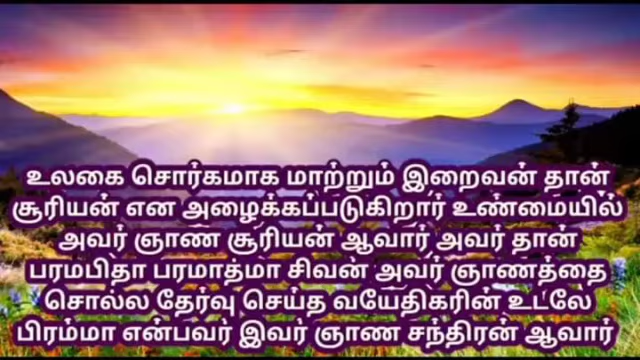 உலகை சொர்கமாக மாற்றும் இறைவன் தான்
சூரியன் என அழைக்கப்படுகிறார் உண்மையில்
அவர் ஞாண சூரியன் ஆவார் அவர் தான்
பரமபிதா பரமாத்மா சிவன் அவர் ஞாணத்தை
சொல்ல தேர்வு செய்த வயேதிகரின் உட்லே
பிரம்மா என்பவர் இவர் ஞாண சந்திரன் ஆவார்